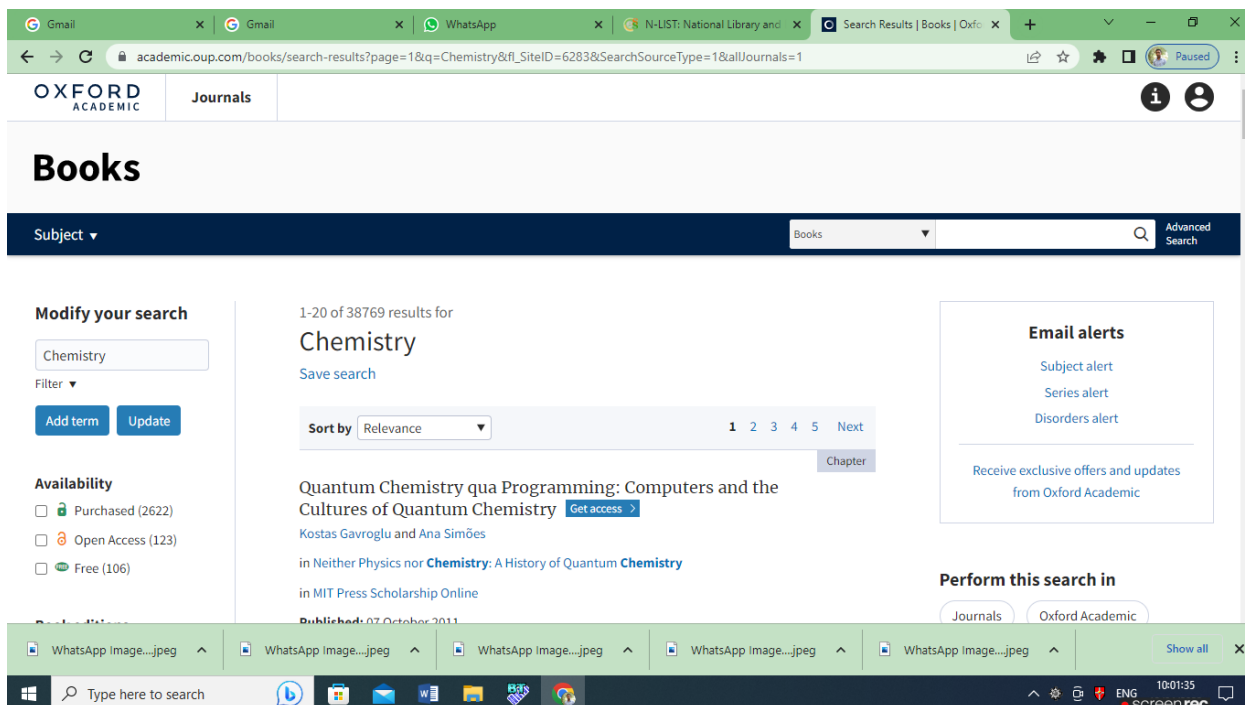 Gmail
Gmail
WhatsApp
N-LIST: National Library and
Search Results | Books | Oxfo
academic.oup.com/books/search-results?page=1&q=Chemistry&fl_SiteID=6283&SearchSourceType=1&allJournals=1
Paused
OXFORD
ACADEMIC
Journals
Books
Subject
Books
Advanced
Search
Modify your search
Chemistry
Filter
Add term
Update
Availability
Purchased (2622)
Open Access (123)
Free (106)
1-20 of 38769 results for
Chemistry
Save search
Sort by Relevance
1 2 3 4 5 Next
Chapter
Quantum Chemistry qua Programming: Computers and the
Cultures of Quantum Chemistry Get access
Kostas Gavroglu and Ana Simões
in Neither Physics nor Chemistry: A History of Quantum Chemistry
in MIT Press Scholarship Online
Published: 07 October 2011
Email alerts
Subject alert
Series alert
Disorders alert
Receive exclusive offers and updates
from Oxford Academic
Perform this search in
Journals
Oxford Academic
WhatsApp Image....jpeg
WhatsApp Image....jpeg
WhatsApp Image....jpeg
WhatsApp Image....jpeg
WhatsApp Image....jpeg
Show all
Type here to search
ENG
10:01:35